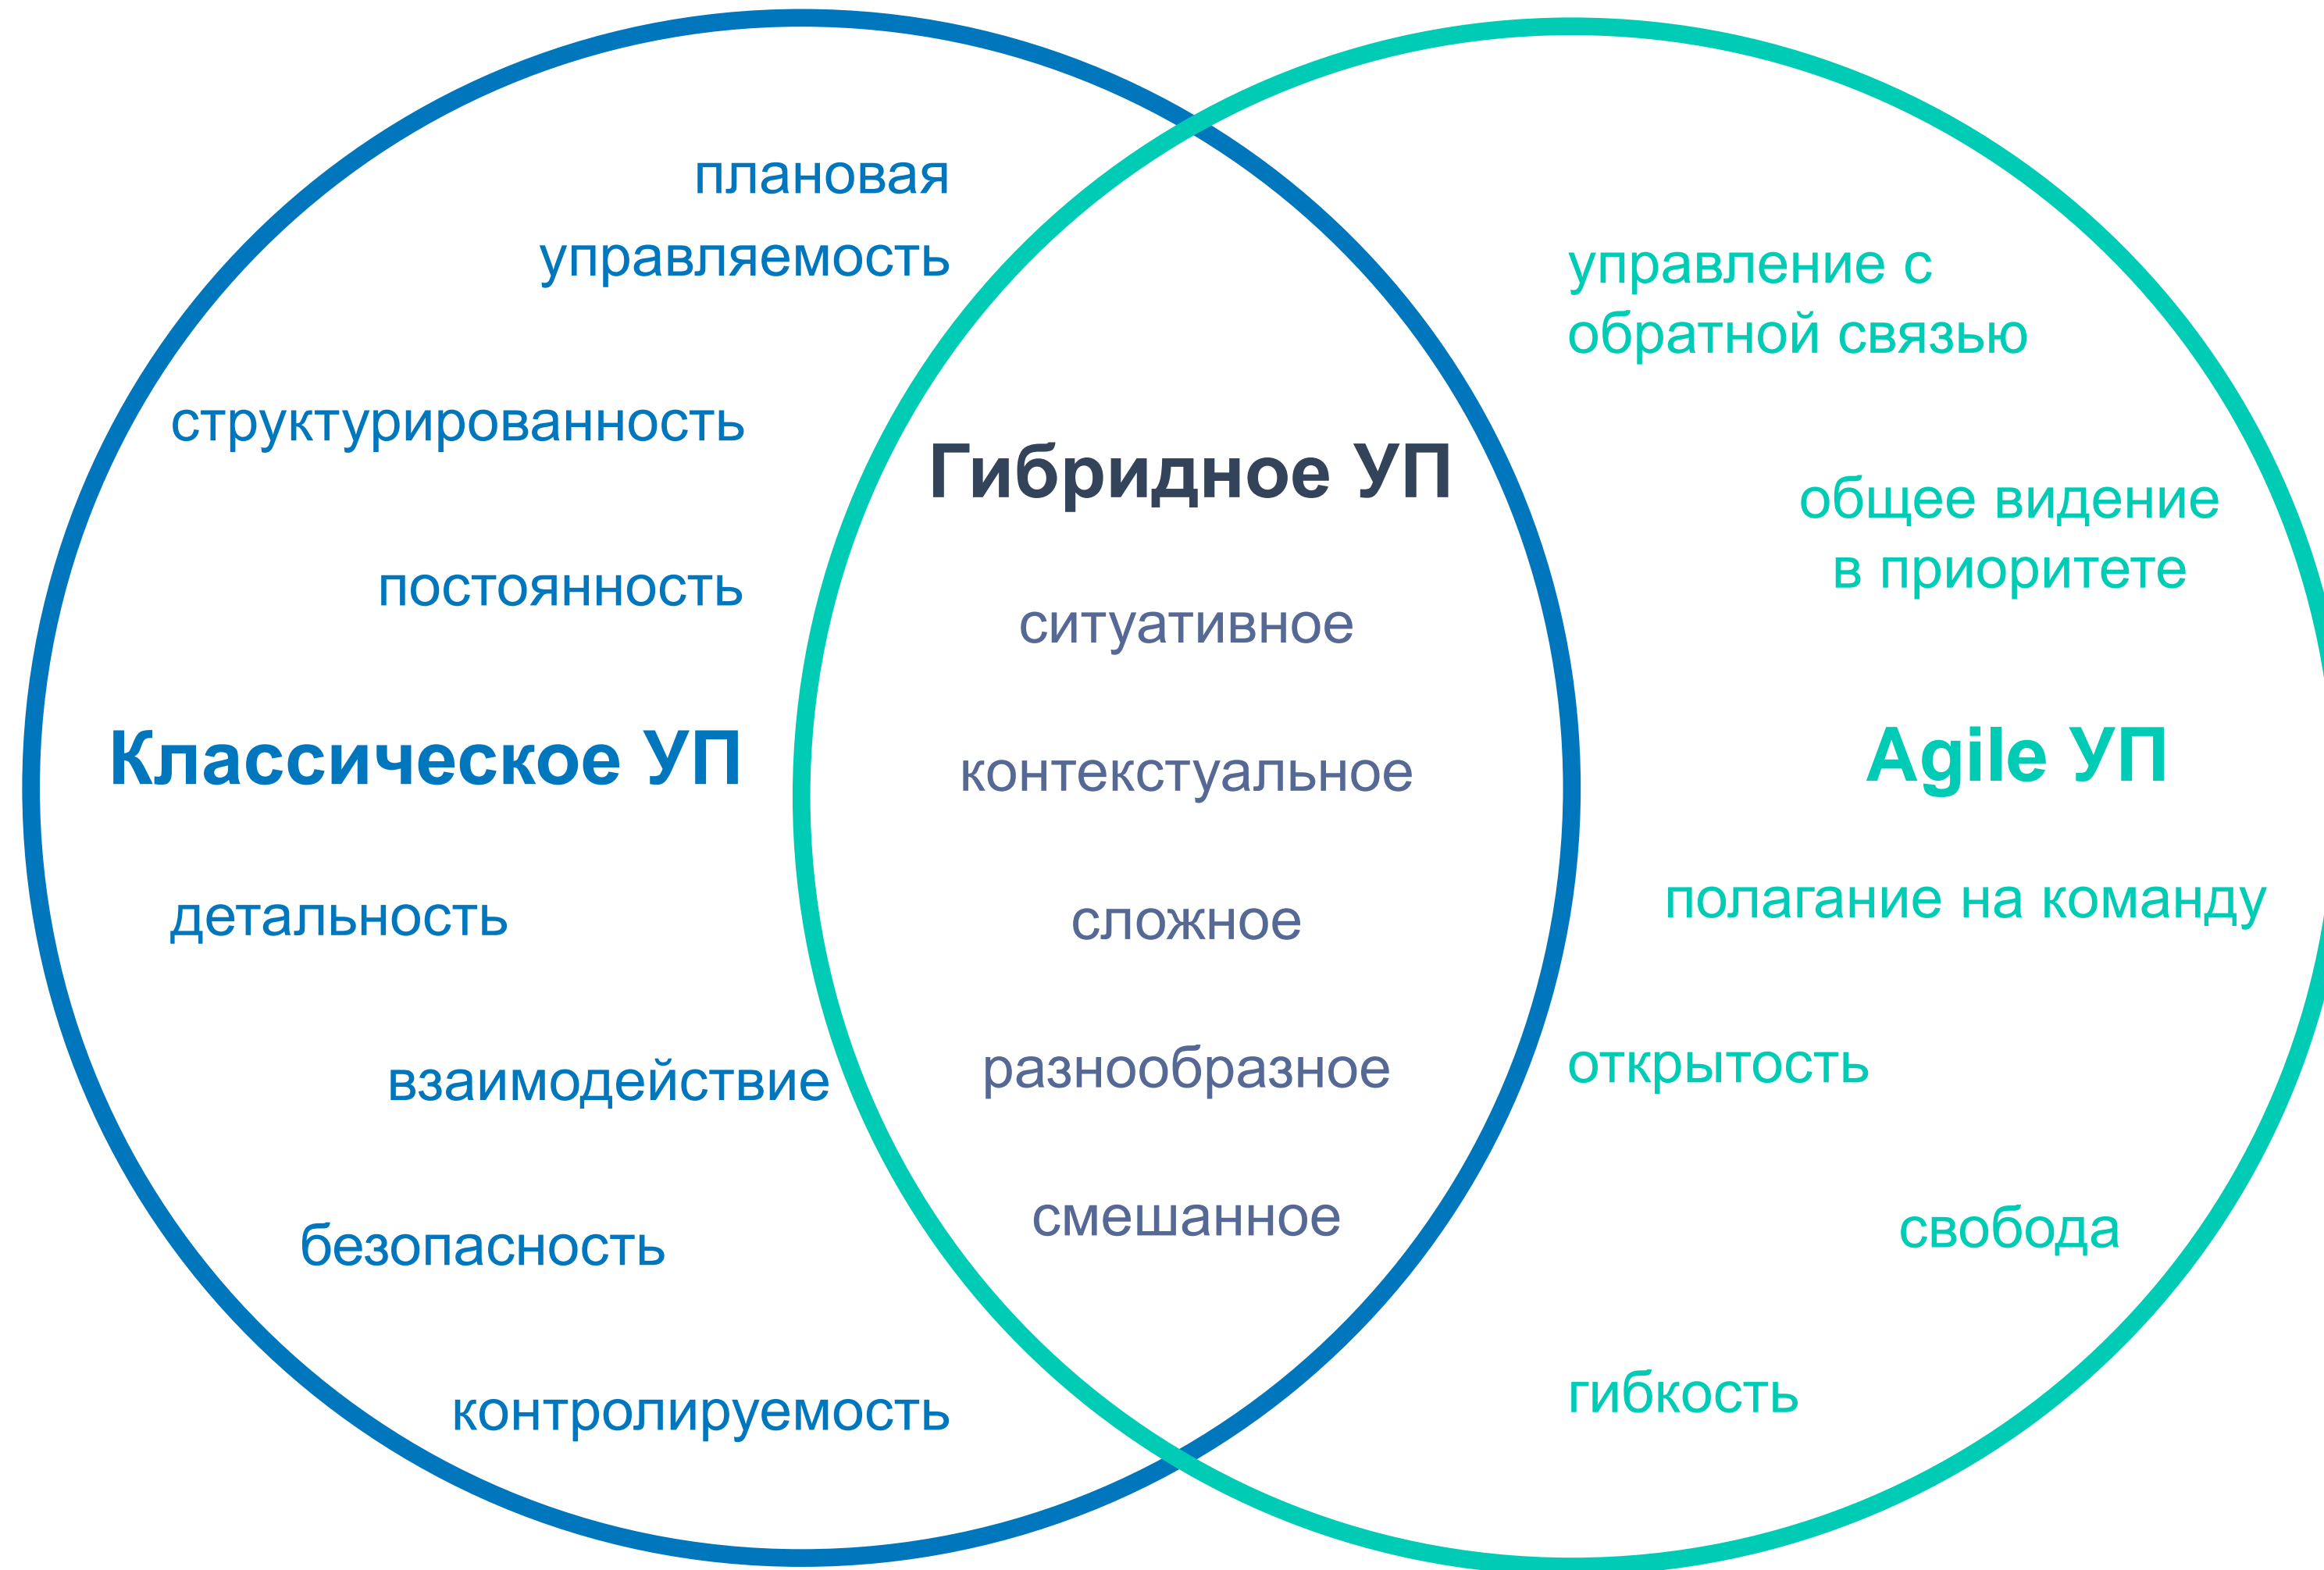 плановая
управляемость
структурированность
постоянность
Классическое УП
детальность
взаимодействие
безопасность
контролируемость
Гибридное УП
ситуативное
контекстуальное
сложное
разнообразное
смешанное
управление с
обратной связью
общее видение
в приоритете
Agile УП
полагание на команду
открытость
свобода
гибкость